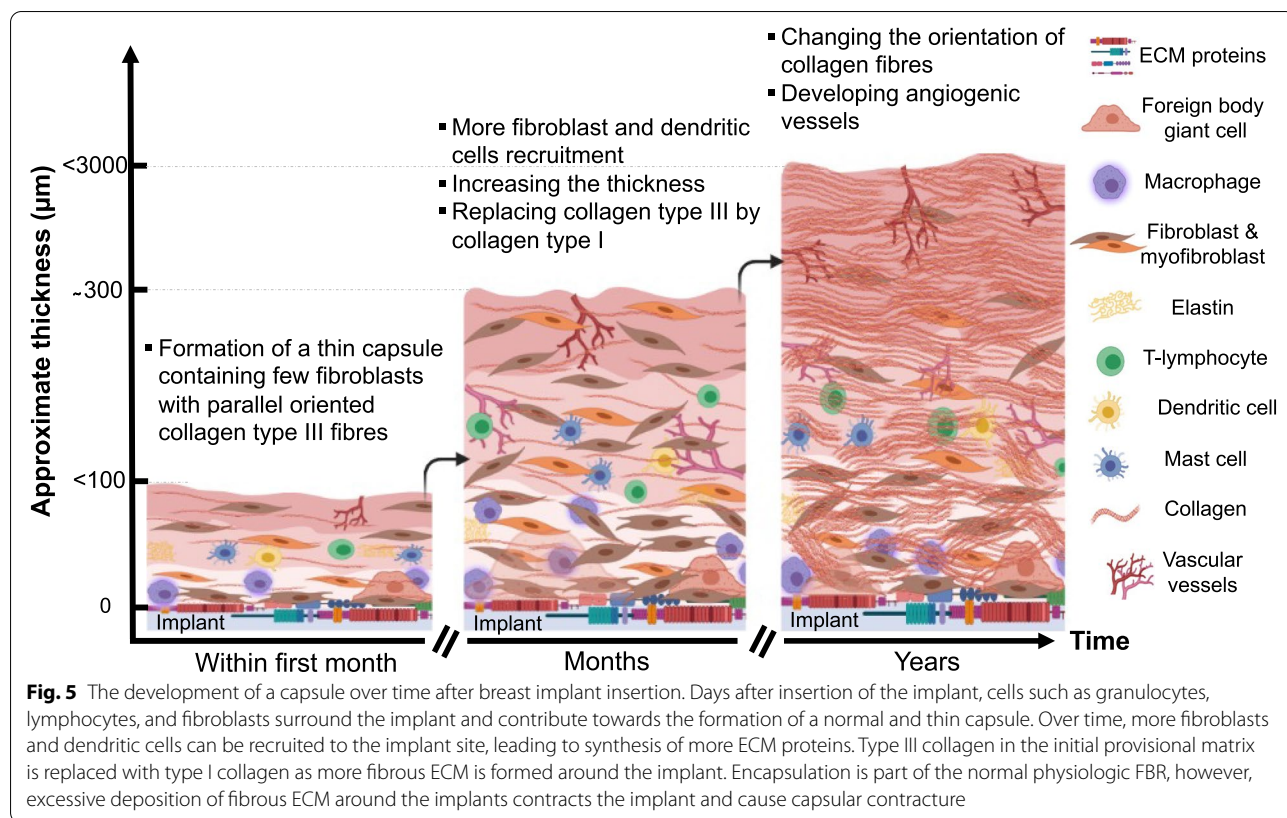 ▪ Changing the orientation of
collagen fibres
▪ Developing angiogenic
vessels
▪ More fibroblast and dendritic
cells recruitment
▪ Increasing the thickness
▪ Replacing collagen type III by
collagen type I
▪ Formation of a thin capsule
containing few fibroblasts
with parallel oriented
collagen type III fibres
Approximate thickness (µm)
<3000
~300
<100
0
Implant
Implant
Implant
Within first month
Months
Years
Time
ECM proteins
Foreign body
giant cell
Macrophage
Fibroblast &
myofibroblast
Elastin
T-lymphocyte
Dendritic cell
Mast cell
Collagen
Vascular
vessels
Fig. 5 The development of a capsule over time after breast implant insertion. Days after insertion of the implant, cells such as granulocytes,
lymphocytes, and fibroblasts surround the implant and contribute towards the formation of a normal and thin capsule. Over time, more fibroblasts
and dendritic cells can be recruited to the implant site, leading to synthesis of more ECM proteins. Type III collagen in the initial provisional matrix
is replaced with type I collagen as more fibrous ECM is formed around the implant. Encapsulation is part of the normal physiologic FBR, however,
excessive deposition of fibrous ECM around the implants contracts the implant and cause capsular contracture